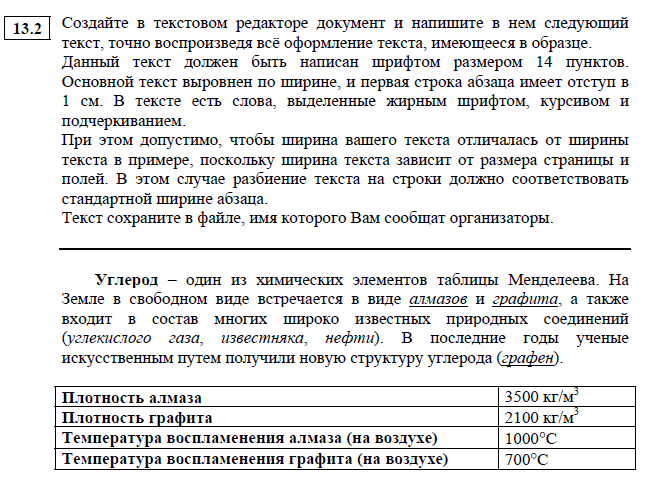 13.2
Создайте в текстовом редакторе документ и напишите в нем следующий
текст, точно воспроизведя всё оформление текста, имеющееся в образце.
Данный текст должен быть написан шрифтом размером 14 пунктов.
Основной текст выровнен по ширине, и первая строка абзаца имеет отступ в
1 см. В тексте есть слова, выделенные жирным шрифтом, курсивом и
подчеркиванием.
При этом допустимо, чтобы ширина вашего текста отличалась от ширины
текста в примере, поскольку ширина текста зависит от размера страницы и
полей. В этом случае разбиение текста на строки должно соответствовать
стандартной ширине абзаца.
Текст сохраните в файле, имя которого Вам сообщат организаторы.
Углерод – один из химических элементов таблицы Менделеева. На
Земле в свободном виде встречается в виде алмазов и графита, а также
входит в состав многих широко известных природных соединений
(углекислого газа, известняка, нефти). В последние годы ученые
искусственным путем получили новую структуру углерода (графен).
Плотность алмаза 3500 кг/м³
Плотность графита 2100 кг/м³
Температура воспламенения алмаза (на воздухе) 1000°C
Температура воспламенения графита (на воздухе) 700°C